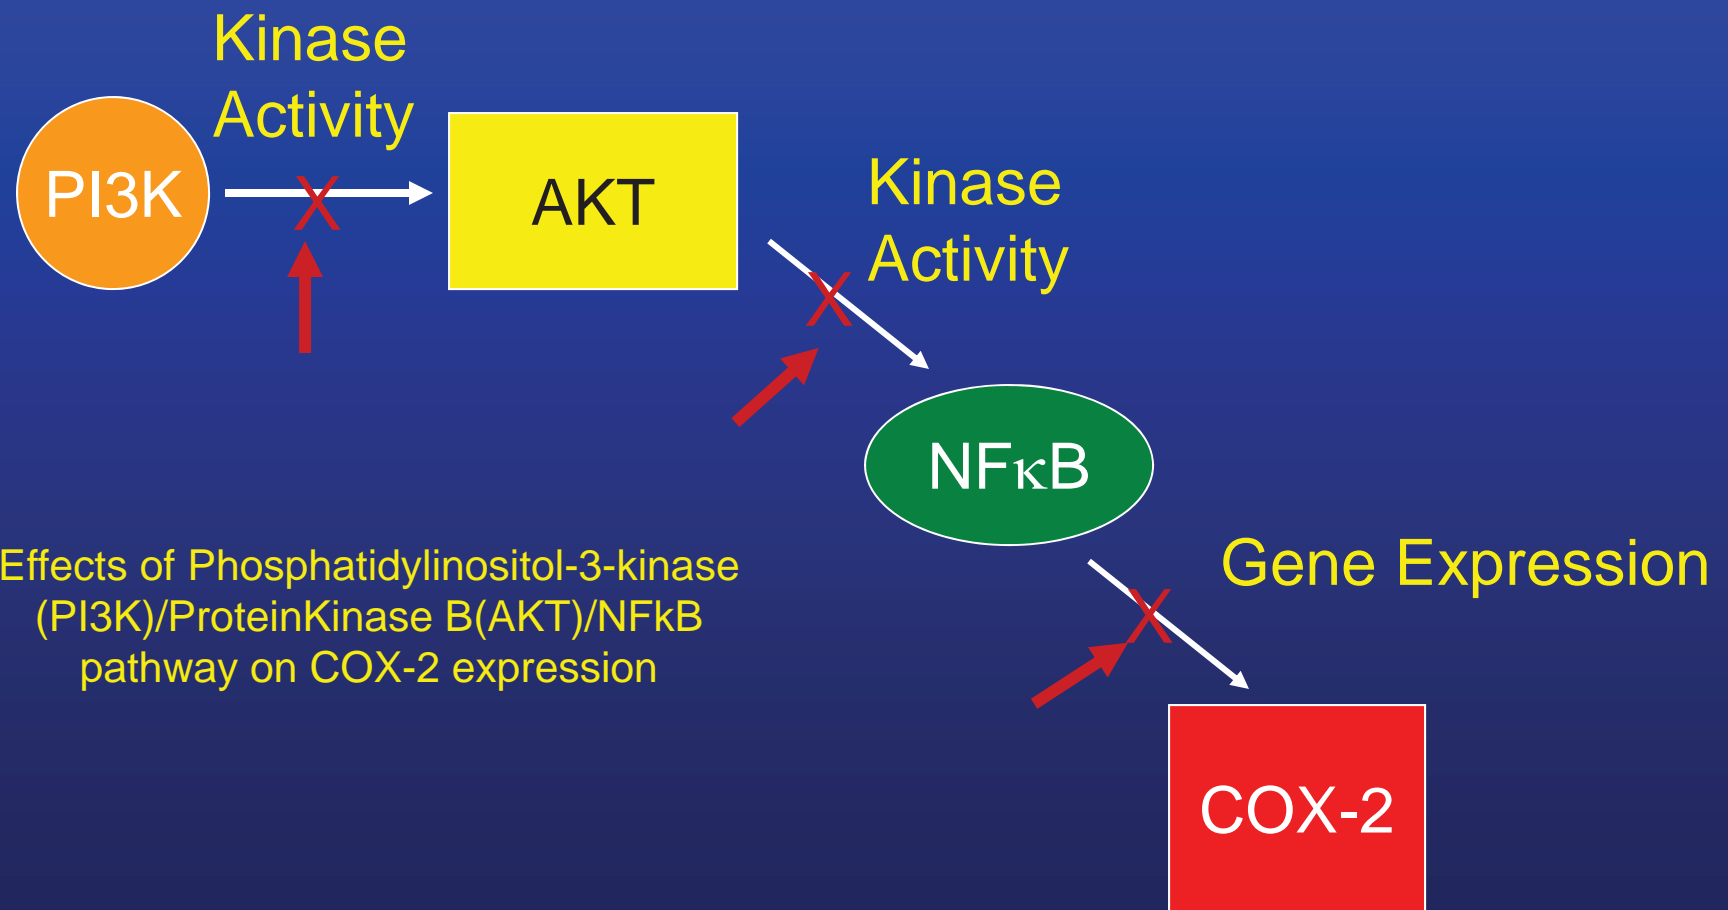 Kinase
Activity
PI3K
X
AKT
Kinase
Activity
X
NFκB
Effects of Phosphatidylinositol-3-kinase
(PI3K)/ProteinKinase B(AKT)/NFkB
pathway on COX-2 expression
Gene Expression
X
COX-2